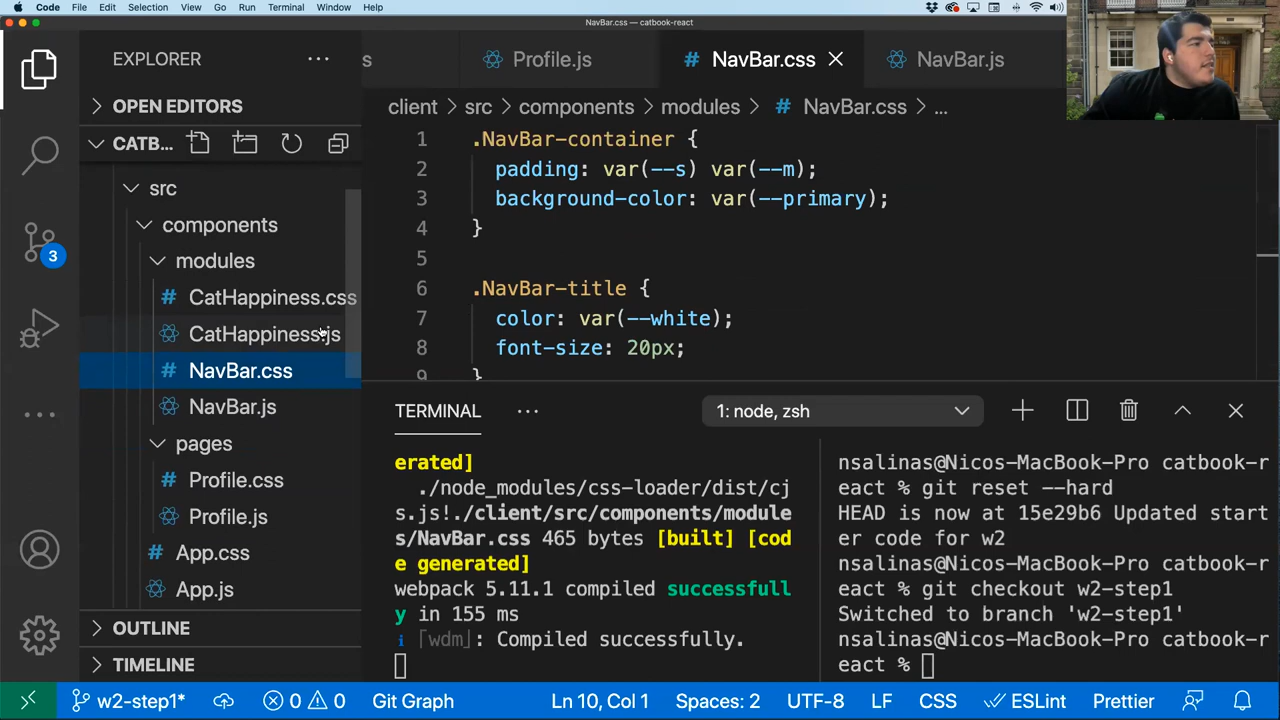 Code File Edit Selection View Go Run Terminal Window Help
NavBar.css — catbook-react
EXPLORER
OPEN EDITORS
CATB...
src
components
modules
# CatHappiness.css
CatHappiness.js
# NavBar.css
NavBar.js
pages
# Profile.css
Profile.js
# App.css
App.js
OUTLINE
TIMELINE
3
s Profile.js # NavBar.css NavBar.js
client > src > components > modules > # NavBar.css > ...
1 .NavBar-container {
2 padding: var(--s) var(--m);
3 background-color: var(--primary);
4 }
5
6 .NavBar-title {
7 color: var(--white);
8 font-size: 20px;
9 }
TERMINAL ... 1: node, zsh
erated]
./node_modules/css-loader/dist/cj
s.js!./client/src/components/module
s/NavBar.css 465 bytes [built] [cod
e generated]
webpack 5.11.1 compiled successfull
y in 155 ms
i ｢wdm｣: Compiled successfully.
nsalinas@Nicos-MacBook-Pro catbook-r
eact % git reset --hard
HEAD is now at 15e29b6 Updated start
er code for w2
nsalinas@Nicos-MacBook-Pro catbook-r
eact % git checkout w2-step1
Switched to branch 'w2-step1'
nsalinas@Nicos-MacBook-Pro catbook-r
eact %
w2-step1* 0 0 Git Graph Ln 10, Col 1 Spaces: 2 UTF-8 LF CSS ESLint Prettier